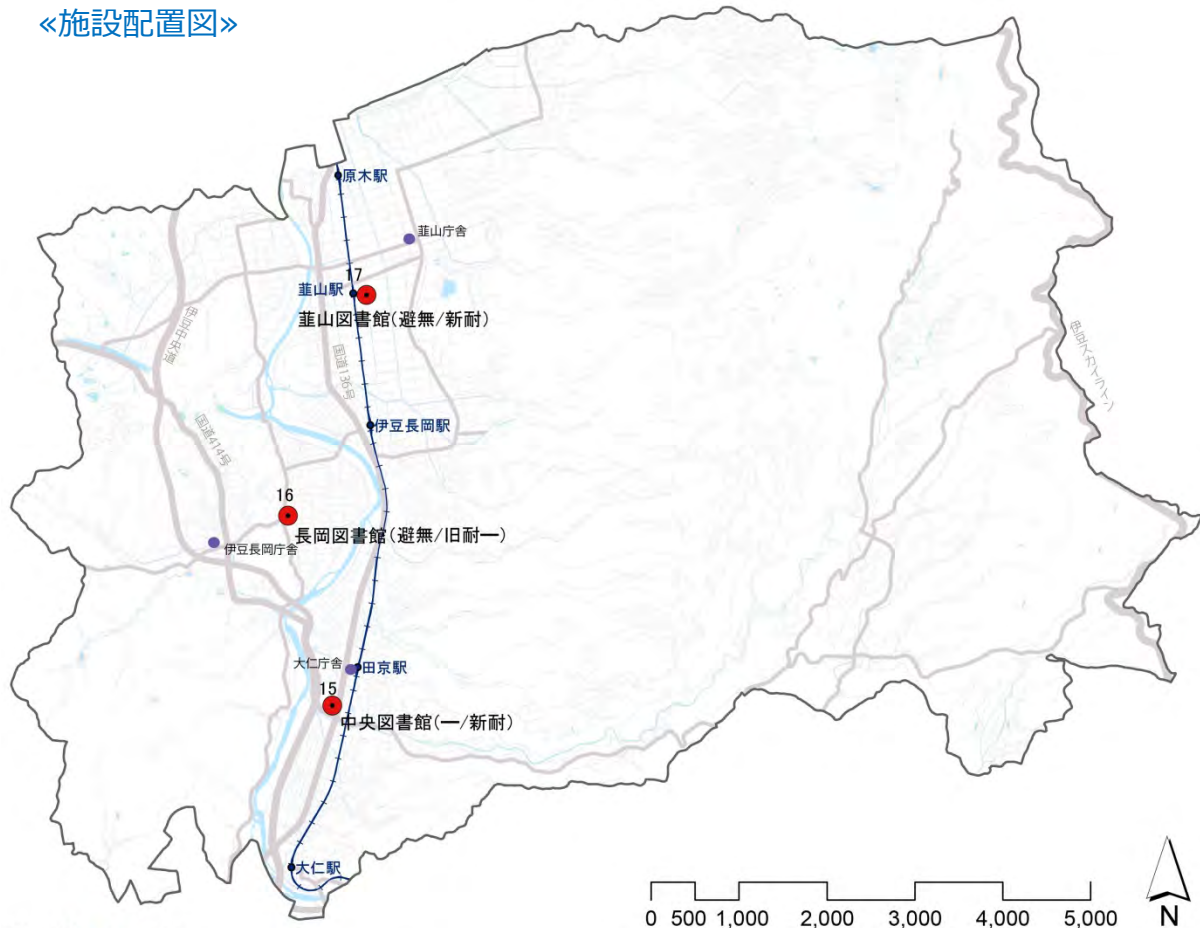 «施設配置図»
原木駅
韮山庁舎
17
韮山駅
韮山図書館(避無/新耐)
伊豆中央道
国道136号
伊豆スカイライン
国道414号
伊豆長岡駅
16
長岡図書館(避無/旧耐一)
伊豆長岡庁舎
大仁庁舎
田京駅
15
中央図書館(一/新耐)
大仁駅
0 500 1,000 2,000 3,000 4,000 5,000
N